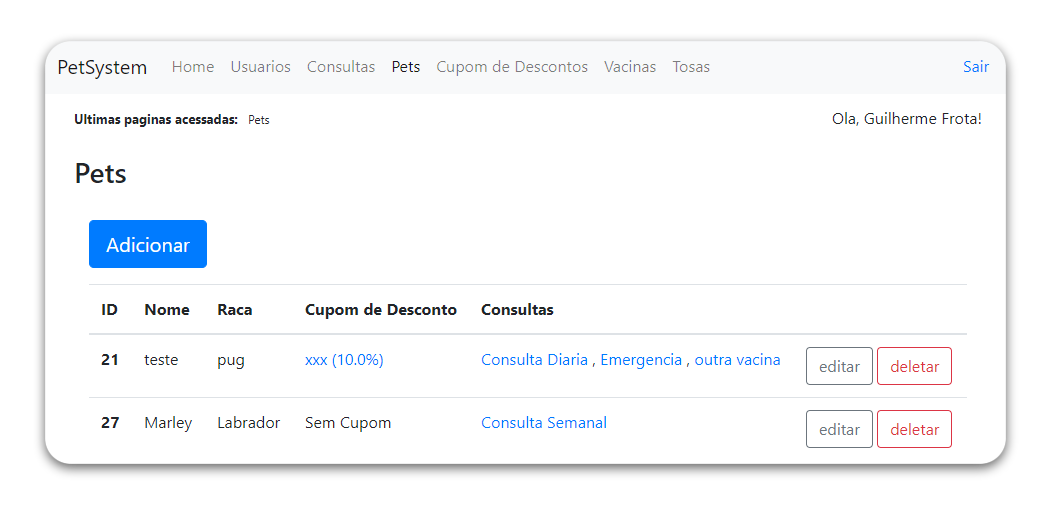 PetSystem Home Usuarios Consultas Pets Cupom de Descontos Vacinas Tosas Sair
Ultimas paginas acessadas: Pets Ola, Guilherme Frota!
Pets
Adicionar
ID Nome Raca Cupom de Desconto Consultas
21 teste pug xxx (10.0%) Consulta Diaria , Emergencia , outra vacina editar deletar
27 Marley Labrador Sem Cupom Consulta Semanal editar deletar